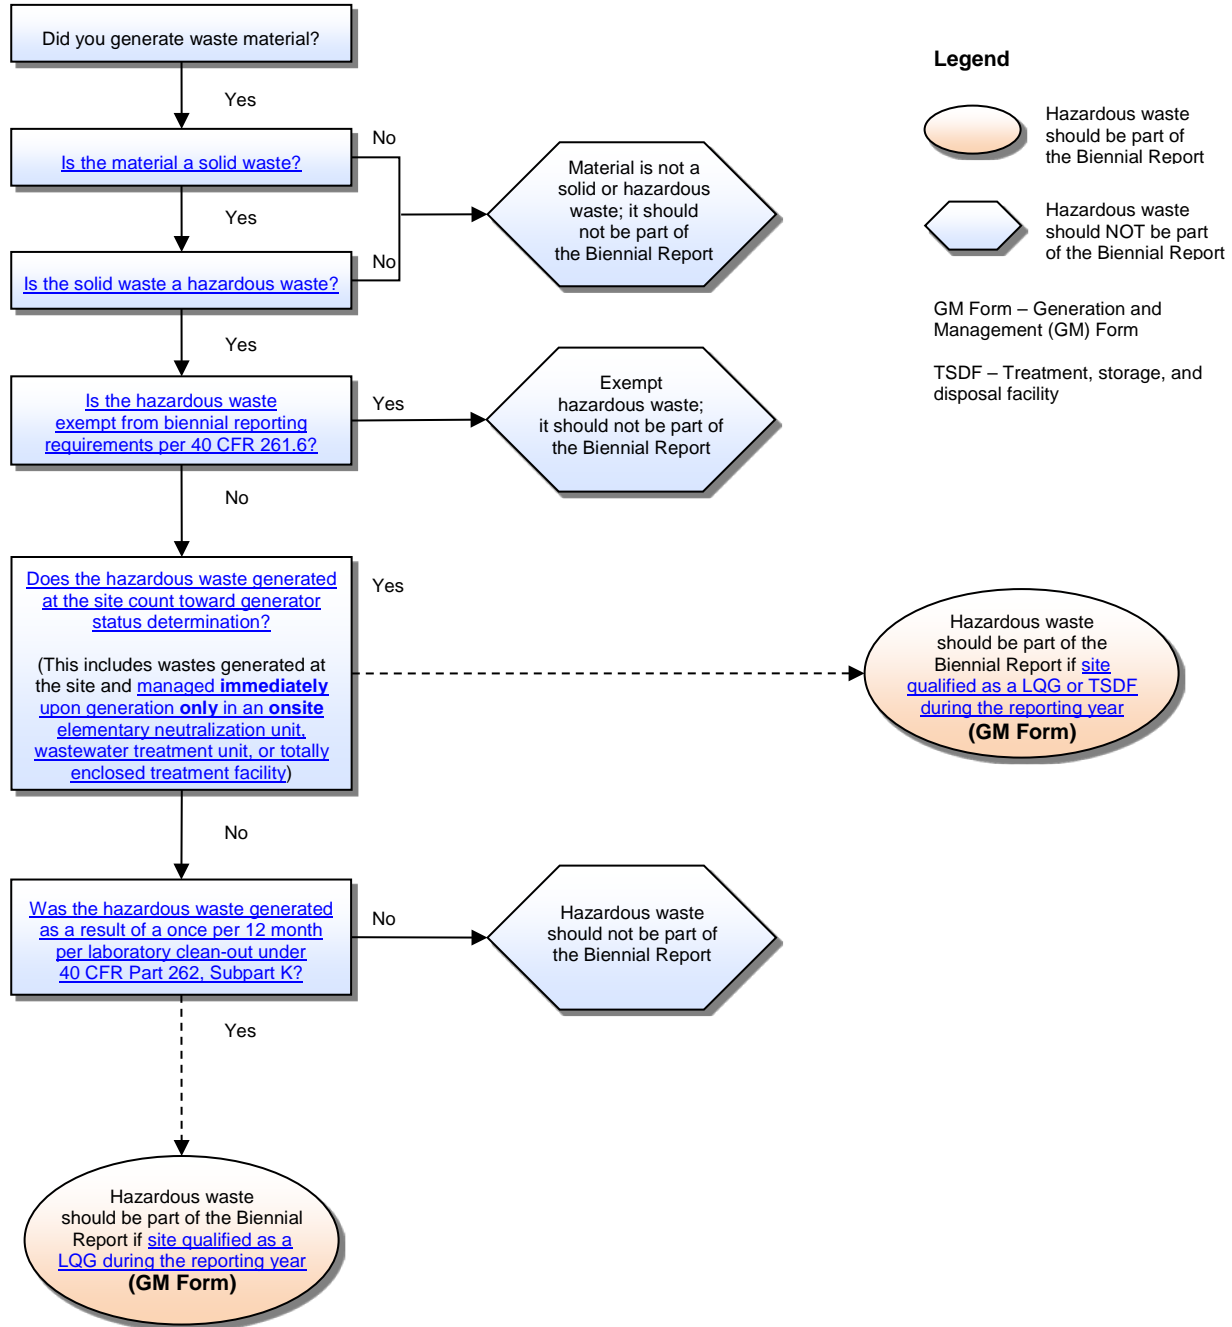 Did you generate waste material?
Yes
Is the material a solid waste?
No
Material is not a
solid or hazardous
waste; it should
not be part of
the Biennial Report
Yes
Is the solid waste a hazardous waste?
No
Yes
Is the hazardous waste
exempt from biennial reporting
requirements per 40 CFR 261.6?
Yes
Exempt
hazardous waste;
it should not be part of
the Biennial Report
No
Does the hazardous waste generated
at the site count toward generator
status determination?
(This includes wastes generated at
the site and managed immediately
upon generation only in an onsite
elementary neutralization unit,
wastewater treatment unit, or totally
enclosed treatment facility)
Yes
Hazardous waste
should be part of the
Biennial Report if site
qualified as a LQG or TSDF
during the reporting year
(GM Form)
No
Was the hazardous waste generated
as a result of a once per 12 month
per laboratory clean-out under
40 CFR Part 262, Subpart K?
No
Hazardous waste
should not be part of
the Biennial Report
Yes
Hazardous waste
should be part of the Biennial
Report if site qualified as a
LQG during the reporting year
(GM Form)
Legend
Hazardous waste
should be part of
the Biennial Report
Hazardous waste
should NOT be part
of the Biennial Report
GM Form – Generation and
Management (GM) Form
TSDF – Treatment, storage, and
disposal facility